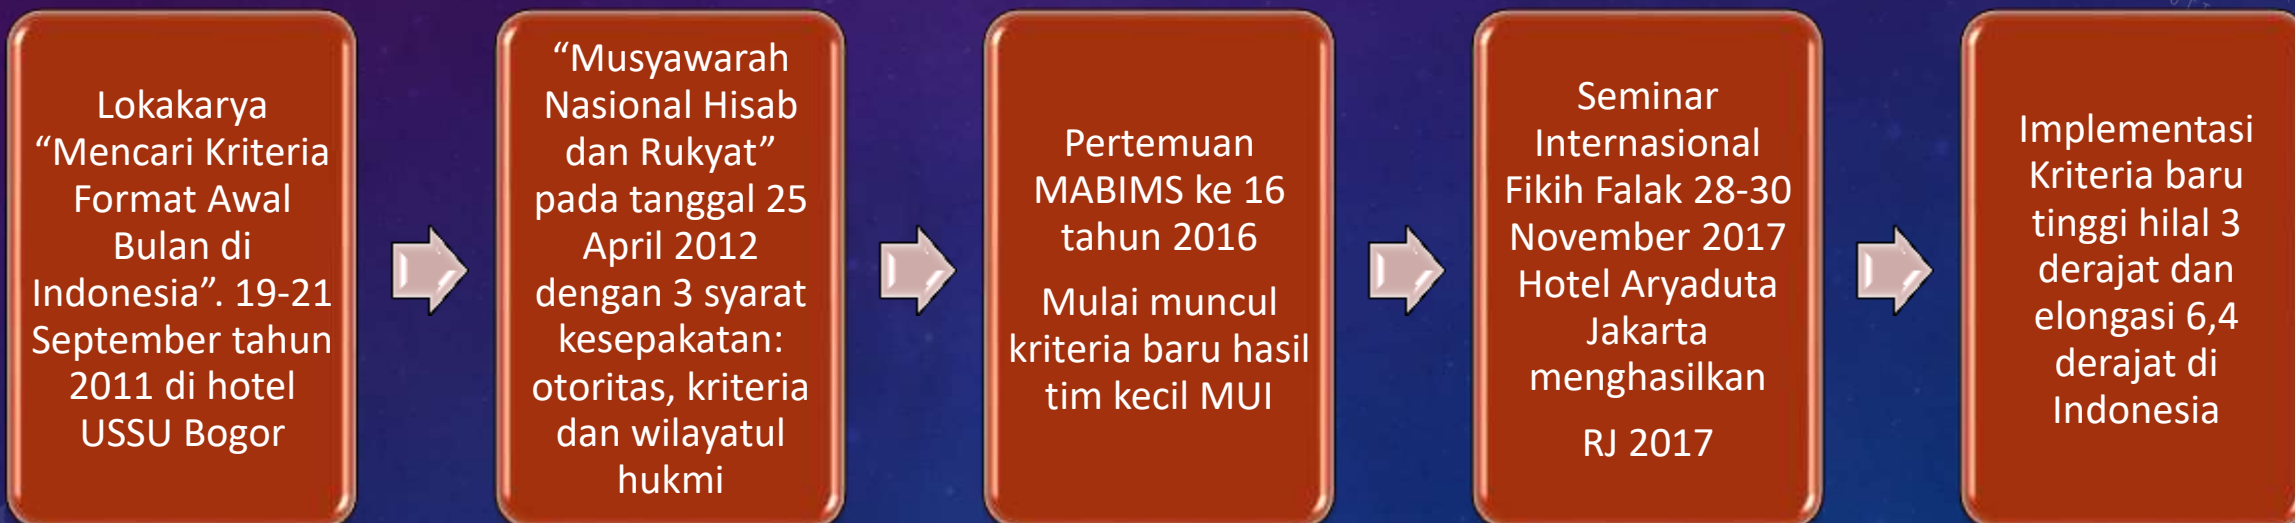 Lokakarya
“Mencari Kriteria
Format Awal
Bulan di
Indonesia”. 19-21
September tahun
2011 di hotel
USSU Bogor
“Musyawarah
Nasional Hisab
dan Rukyat”
pada tanggal 25
April 2012
dengan 3 syarat
kesepakatan:
otoritas, kriteria
dan wilayatul
hukmi
Pertemuan
MABIMS ke 16
tahun 2016
Mulai muncul
kriteria baru hasil
tim kecil MUI
Seminar
Internasional
Fikih Falak 28-30
November 2017
Hotel Aryaduta
Jakarta
menghasilkan
RJ 2017
Implementasi
Kriteria baru
tinggi hilal 3
derajat dan
elongasi 6,4
derajat di
Indonesia